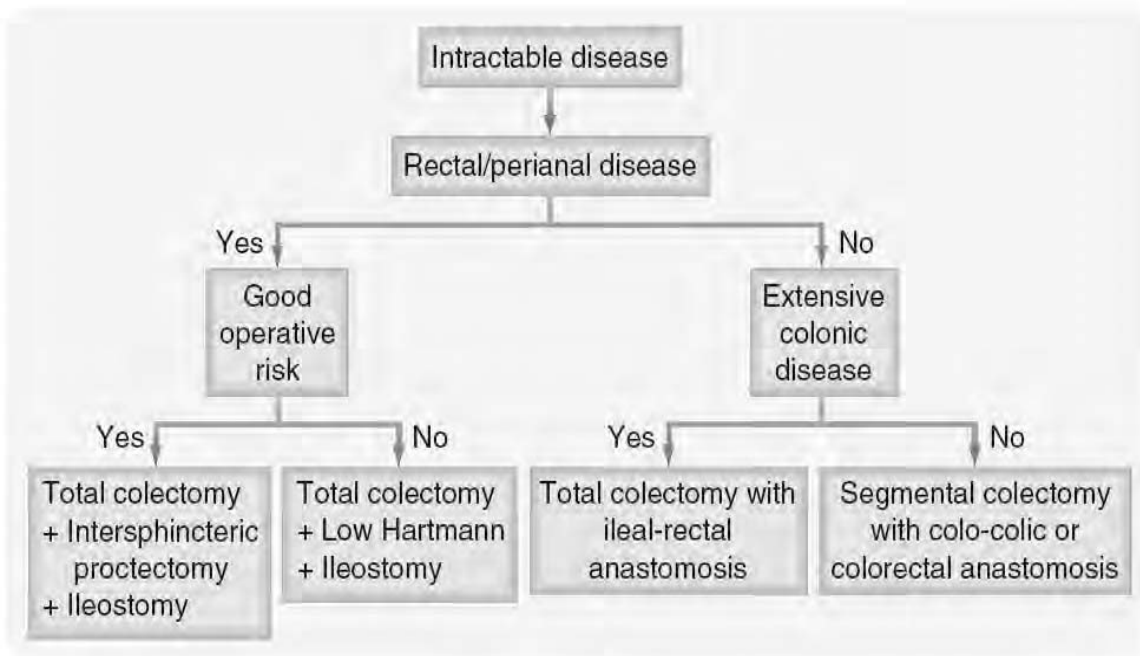 Intractable disease
Rectal/perianal disease
Yes
No
Good
operative
risk
Extensive
colonic
disease
Yes
No
Yes
No
Total colectomy
+ Intersphincteric
proctectomy
+ Ileostomy
Total colectomy
+ Low Hartmann
+ Ileostomy
Total colectomy with
ileal-rectal
anastomosis
Segmental colectomy
with colo-colic or
colorectal anastomosis